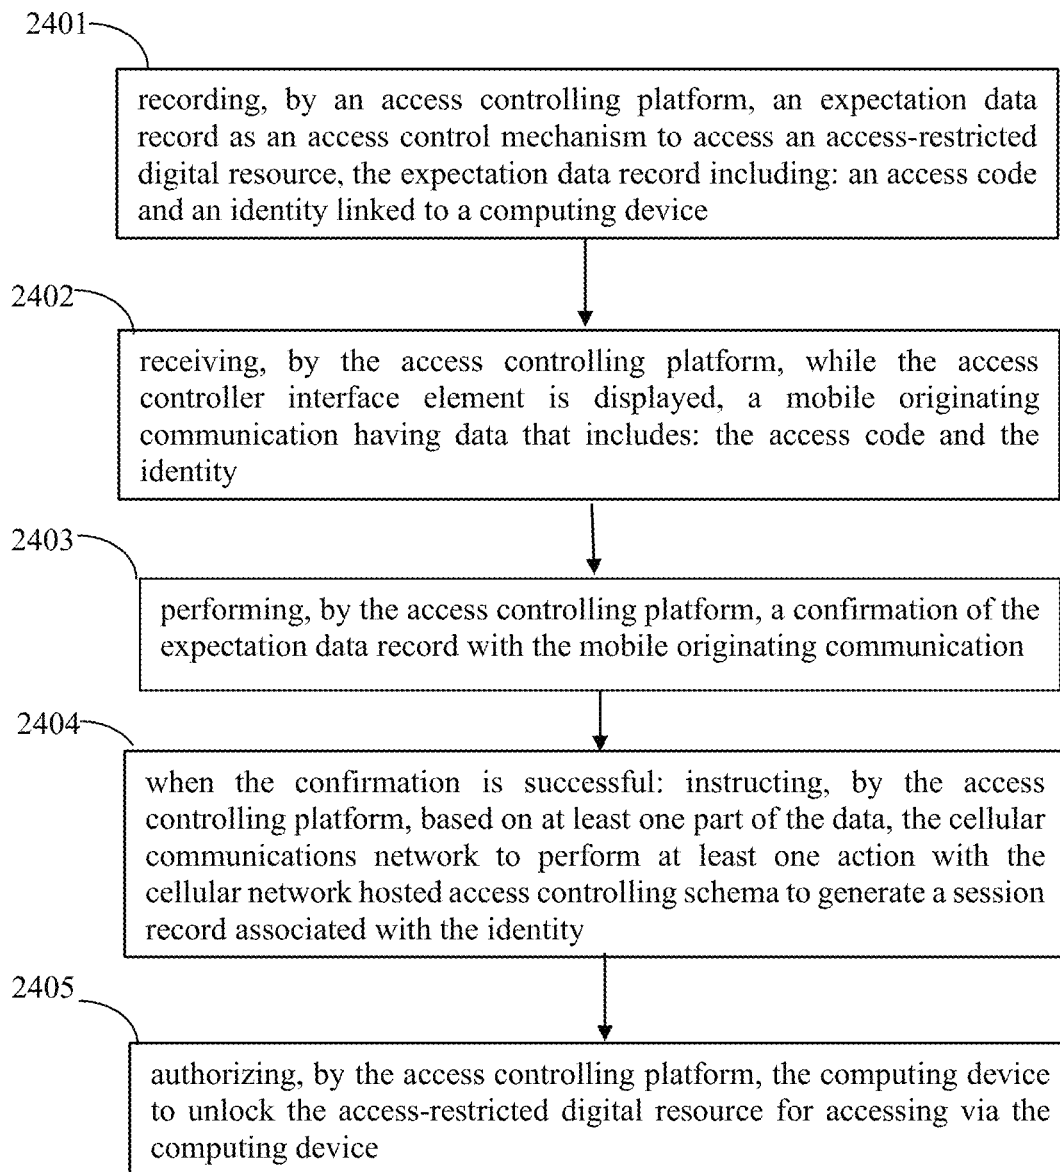 2401
recording, by an access controlling platform, an expectation data
record as an access control mechanism to access an access-restricted
digital resource, the expectation data record including: an access code
and an identity linked to a computing device
2402
receiving, by the access controlling platform, while the access
controller interface element is displayed, a mobile originating
communication having data that includes: the access code and the
identity
2403
performing, by the access controlling platform, a confirmation of the
expectation data record with the mobile originating communication
2404
when the confirmation is successful: instructing, by the access
controlling platform, based on at least one part of the data, the cellular
communications network to perform at least one action with the
cellular network hosted access controlling schema to generate a session
record associated with the identity
2405
authorizing, by the access controlling platform, the computing device
to unlock the access-restricted digital resource for accessing via the
computing device